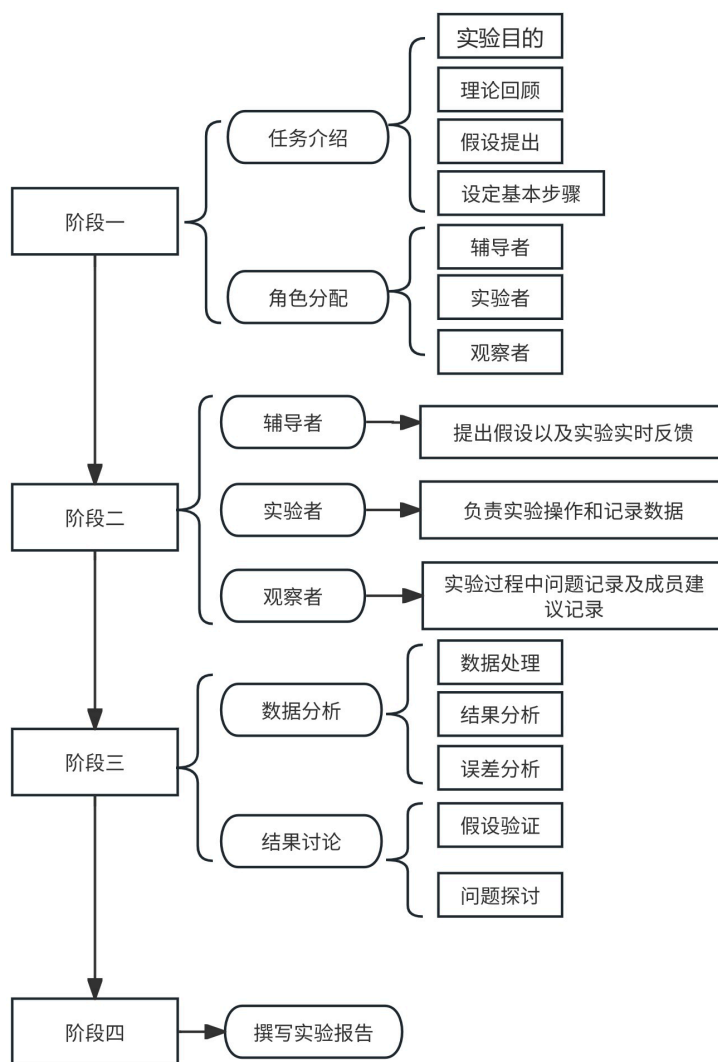 实验目的
理论回顾
任务介绍
假设提出
设定基本步骤
阶段一
辅导者
角色分配
实验者
观察者
辅导者
提出假设以及实验实时反馈
阶段二
实验者
负责实验操作和记录数据
观察者
实验过程中问题记录及成员建
议记录
数据处理
数据分析
结果分析
阶段三
误差分析
结果讨论
假设验证
问题探讨
阶段四
撰写实验报告